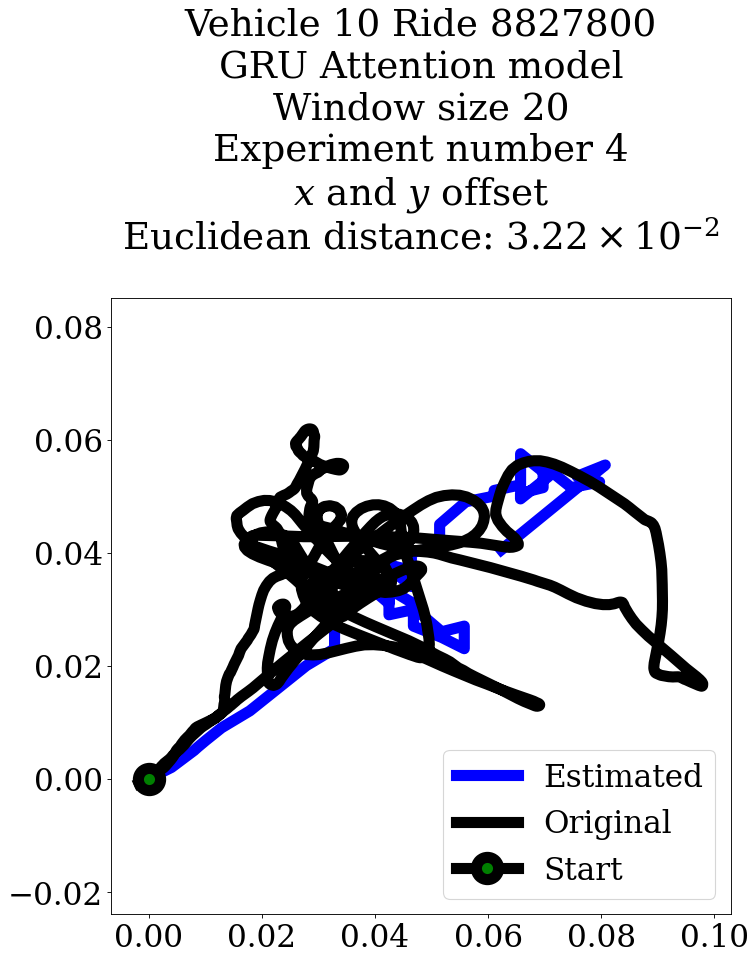 Vehicle 10 Ride 8827800
GRU Attention model
Window size 20
Experiment number 4
x and y offset
Euclidean distance: 3.22 × 10⁻²
0.08
0.06
0.04
0.02
0.00
−0.02
Estimated
Original
Start
0.00 0.02 0.04 0.06 0.08 0.10